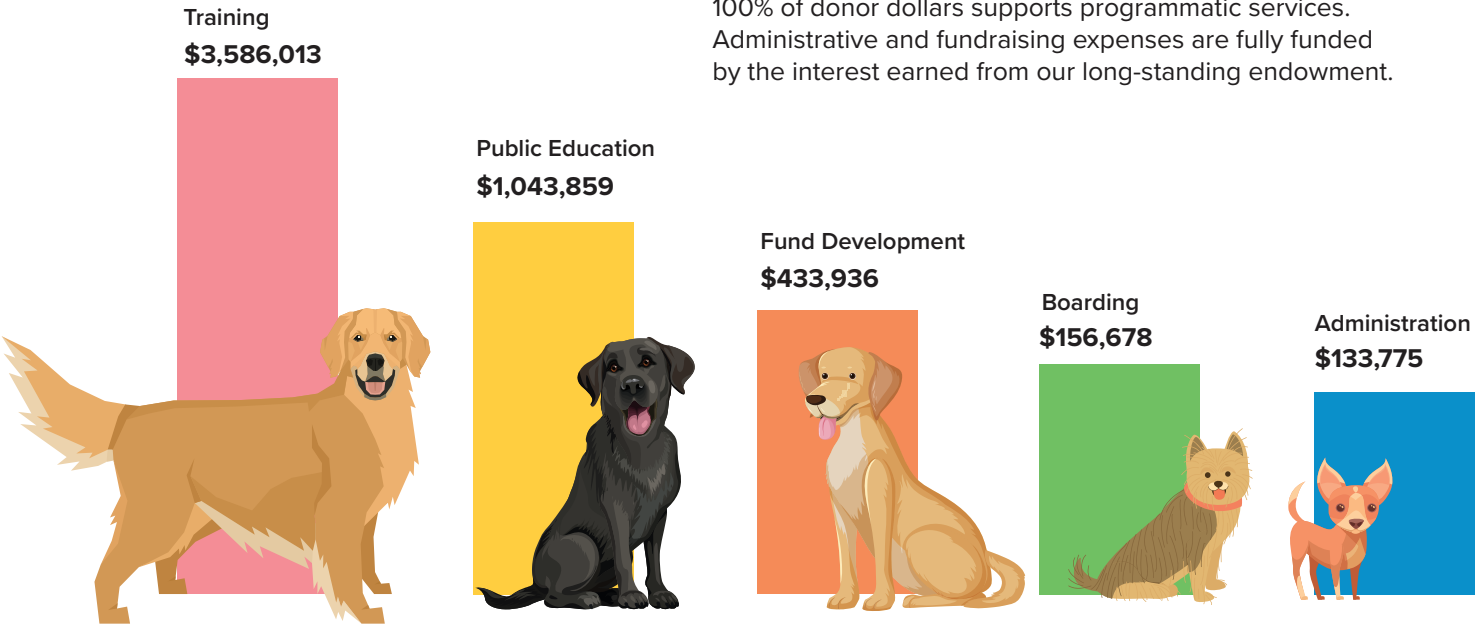 Training
$3,586,013
100% of donor dollars supports programmatic services.
Administrative and fundraising expenses are fully funded
by the interest earned from our long-standing endowment.
Public Education
$1,043,859
Fund Development
$433,936
Boarding
$156,678
Administration
$133,775